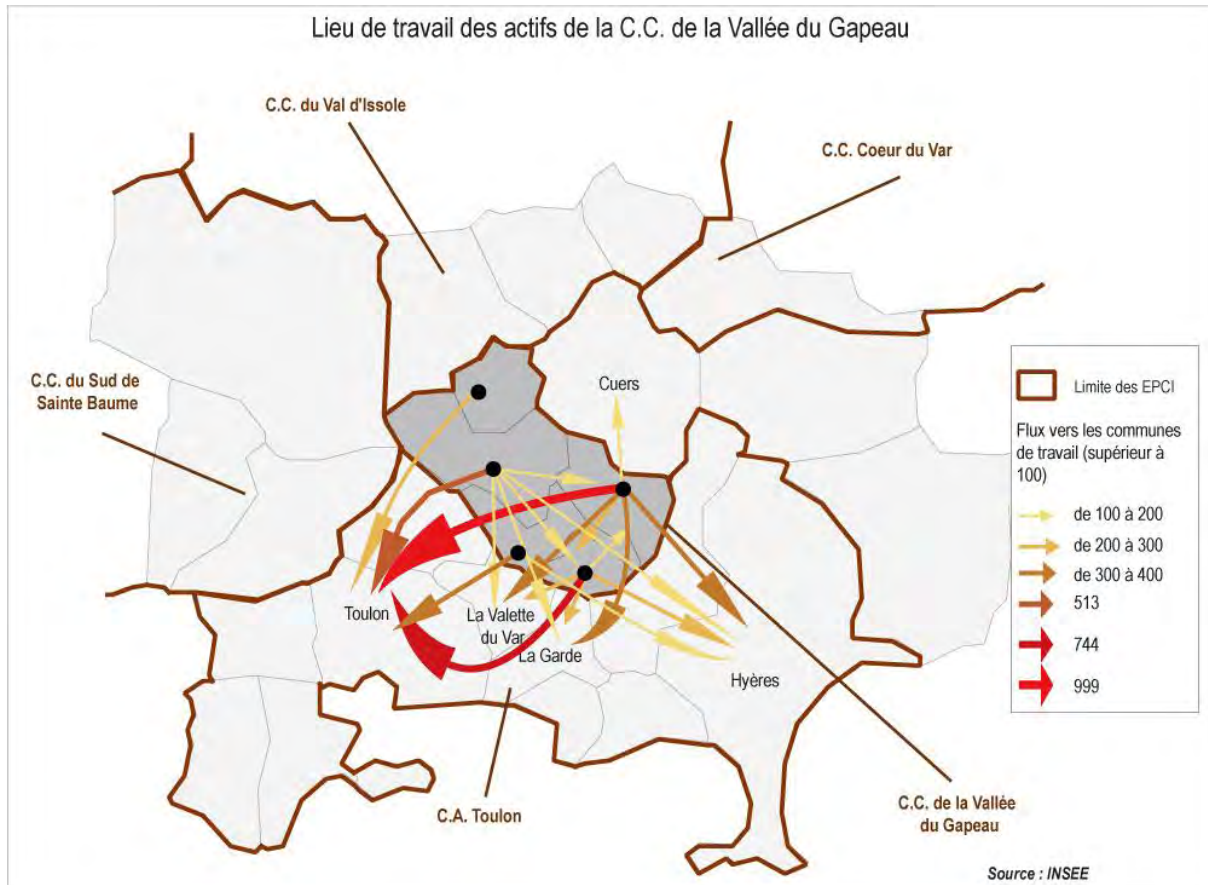 Lieu de travail des actifs de la C.C. de la Vallée du Gapeau
C.C. du Val d'Issole
C.C. Coeur du Var
C.C. du Sud de
Sainte Baume
Cuers
Toulon
La Valette
du Var
La Garde
Hyères
C.A. Toulon
C.C. de la Vallée
du Gapeau
Limite des EPCI
Flux vers les communes
de travail (supérieur à
100)
de 100 à 200
de 200 à 300
de 300 à 400
513
744
999
Source : INSEE